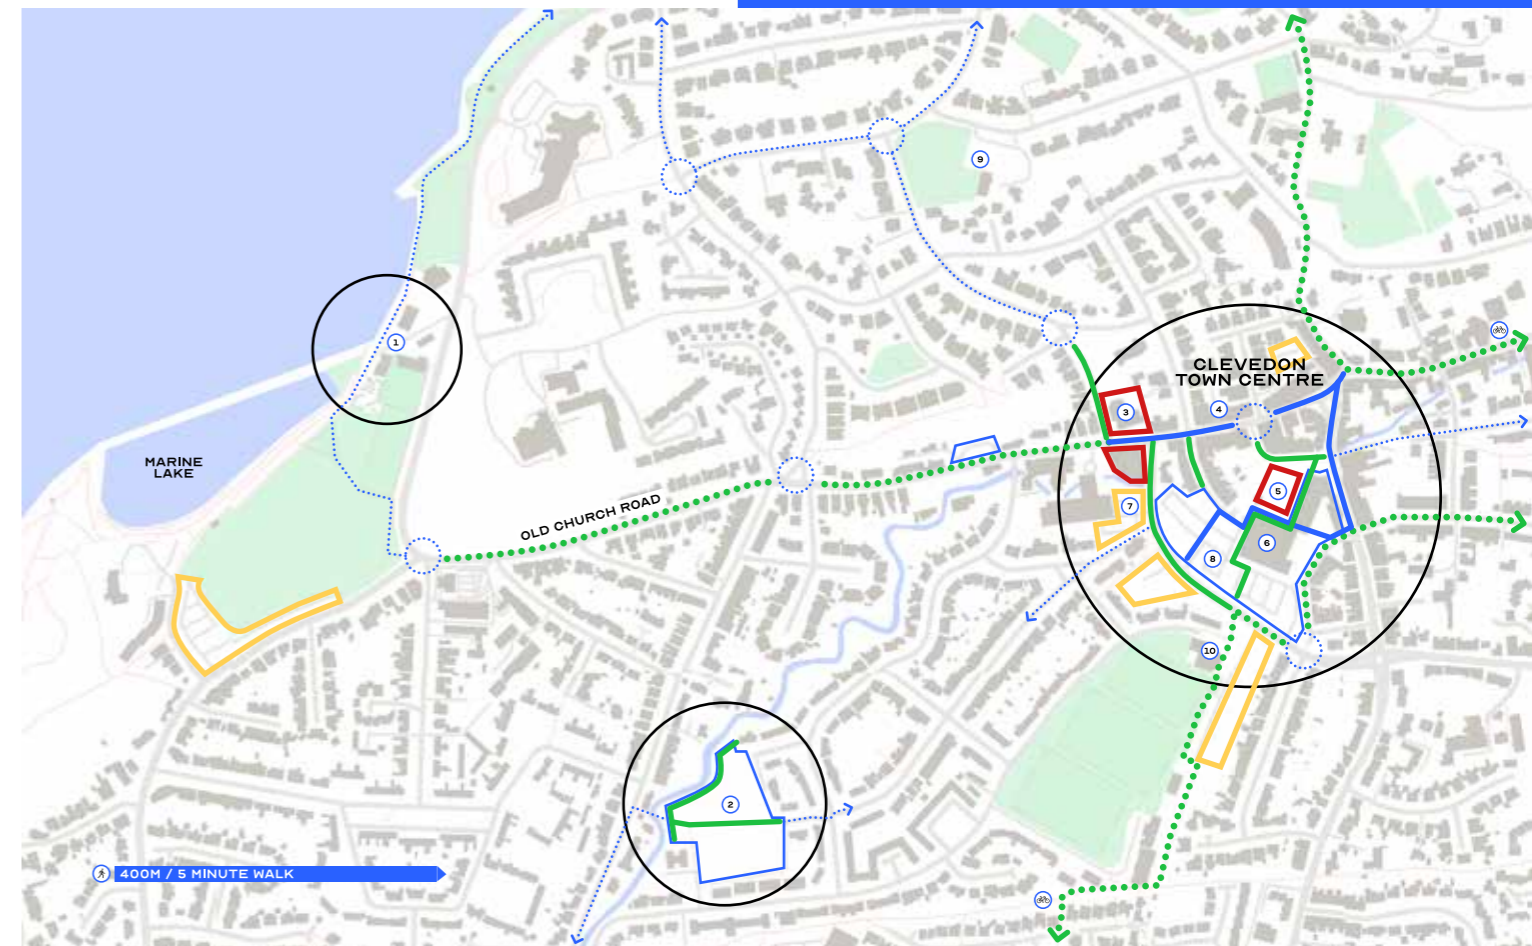 9
1
CLEVEDON
TOWN CENTRE
3
4
MARINE
LAKE
5
OLD CHURCH ROAD
7
6
8
10
2
400M / 5 MINUTE WALK